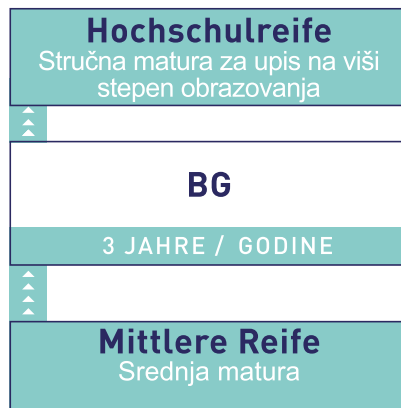 Hochschulreife
Stručna matura za upis na viši
stepen obrazovanja
BG
3 JAHRE / GODINE
Mittlere Reife
Srednja matura